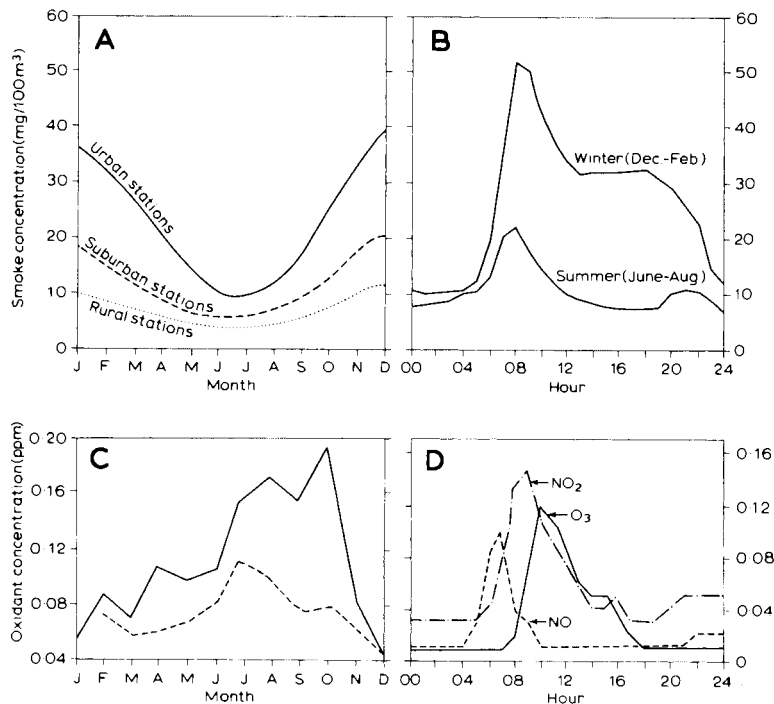 A
Smoke concentration(mg/100m³)
60
50
40
30
20
10
0
Urban stations
Suburban stations
Rural stations
J F M A M J J A S O N D
Month
B
60
50
40
30
20
10
0
Winter(Dec.-Feb)
Summer(June-Aug)
00 04 08 12 16 20 24
Hour
C
Oxidant concentration(ppm)
0·20
0·16
0·12
0·08
0·04
J F M A M J J A S O N D
Month
D
0·16
0·12
0·08
0·04
0
NO₂
O₃
NO
00 04 08 12 16 20 24
Hour